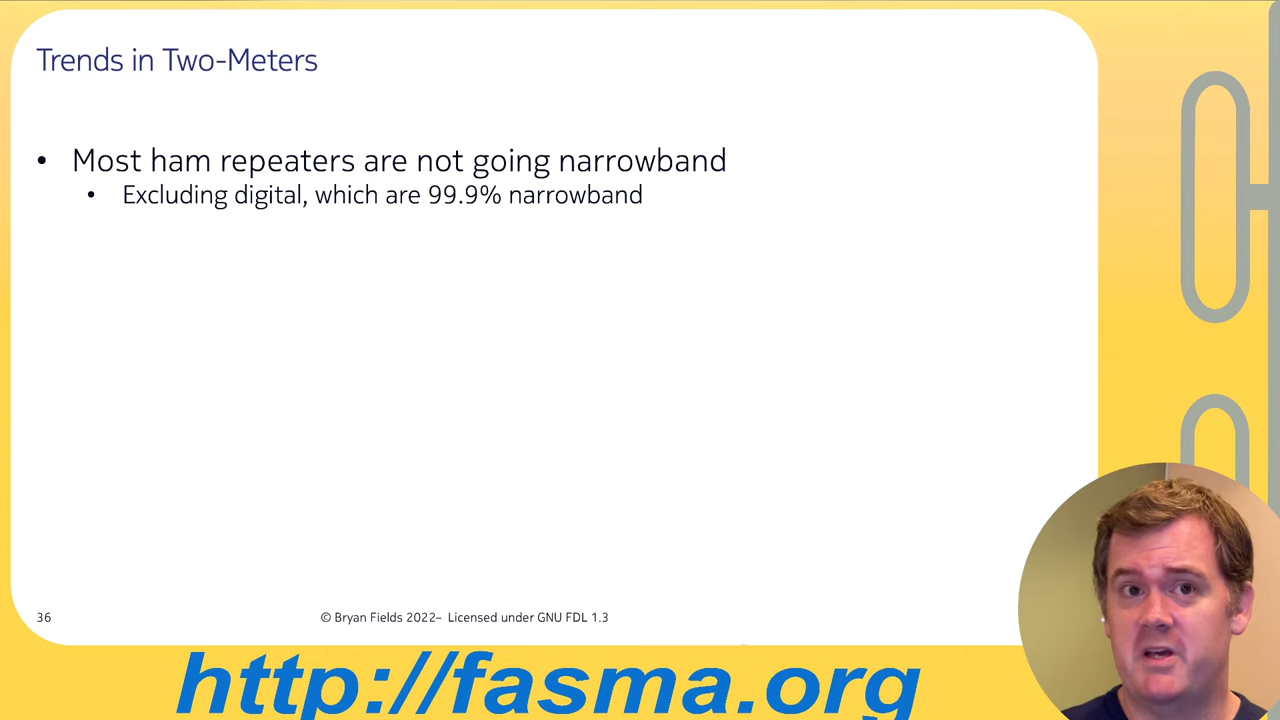 Trends in Two-Meters
• Most ham repeaters are not going narrowband
• Excluding digital, which are 99.9% narrowband
36
© Bryan Fields 2022– Licensed under GNU FDL 1.3
http://fasma.org